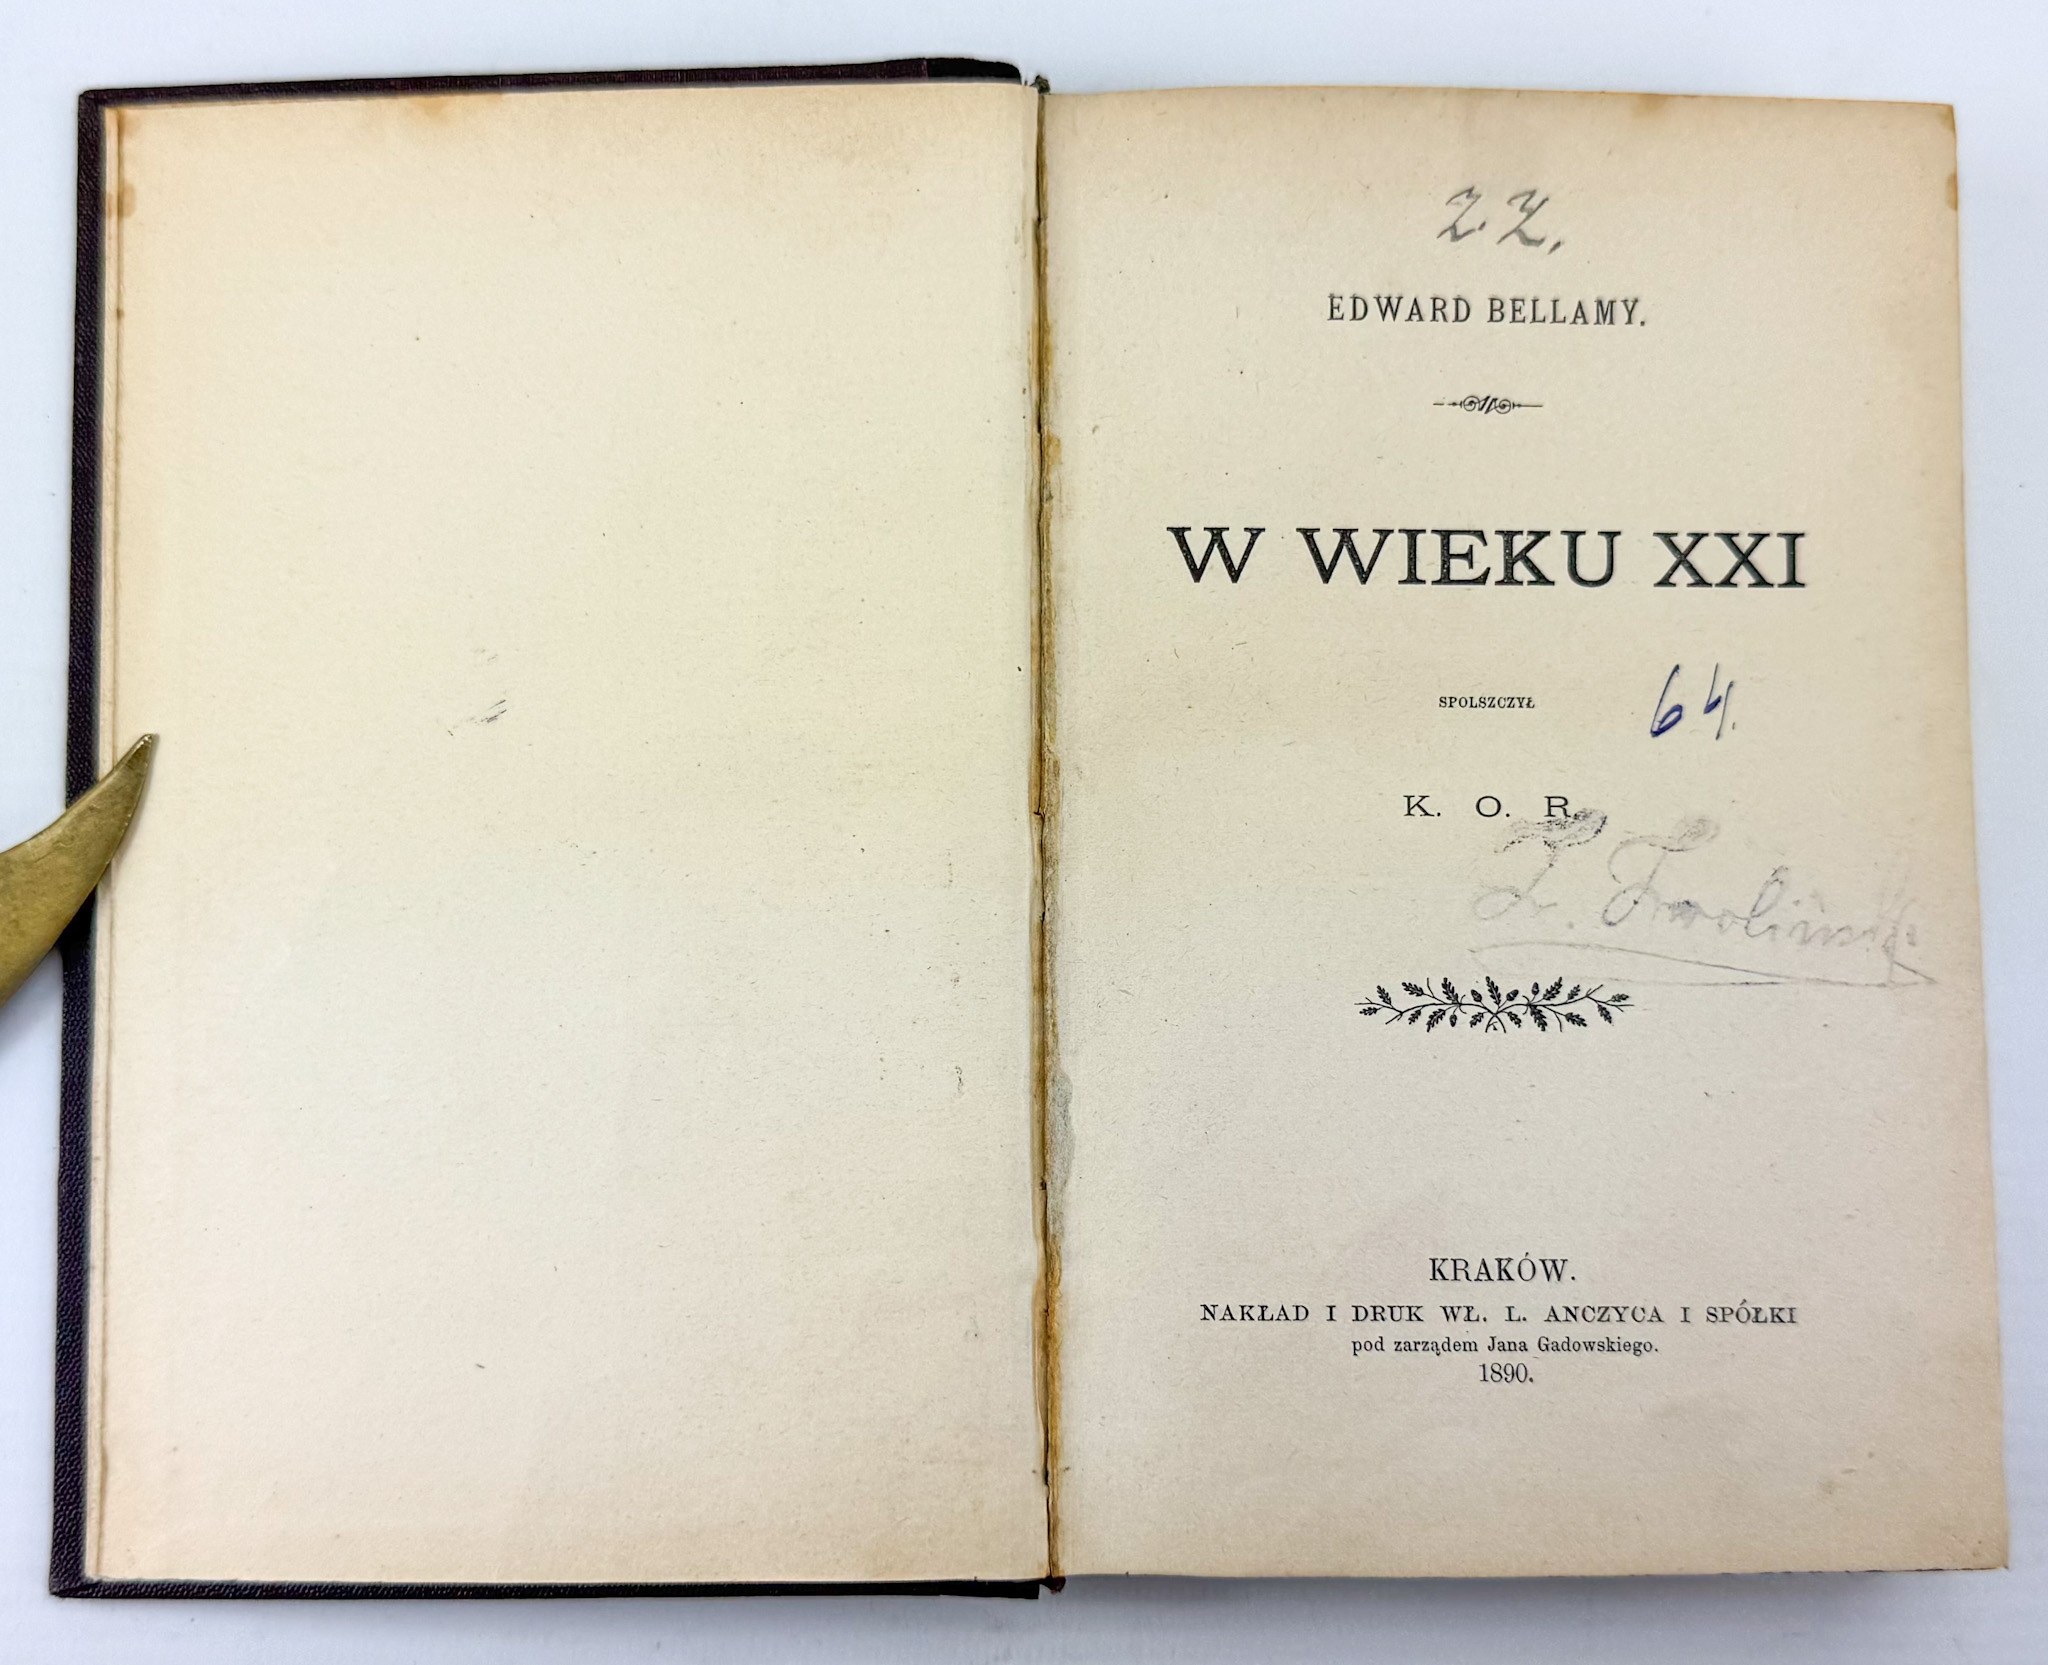 EDWARD BELLAMY.
W WIEKU XXI
SPOLSZCZYŁ
64.
K. O. R.
KRAKÓW.
NAKŁAD I DRUK WŁ. L. ANCZYCA I SPÓŁKI
pod zarządem Jana Gadowskiego.
1890.